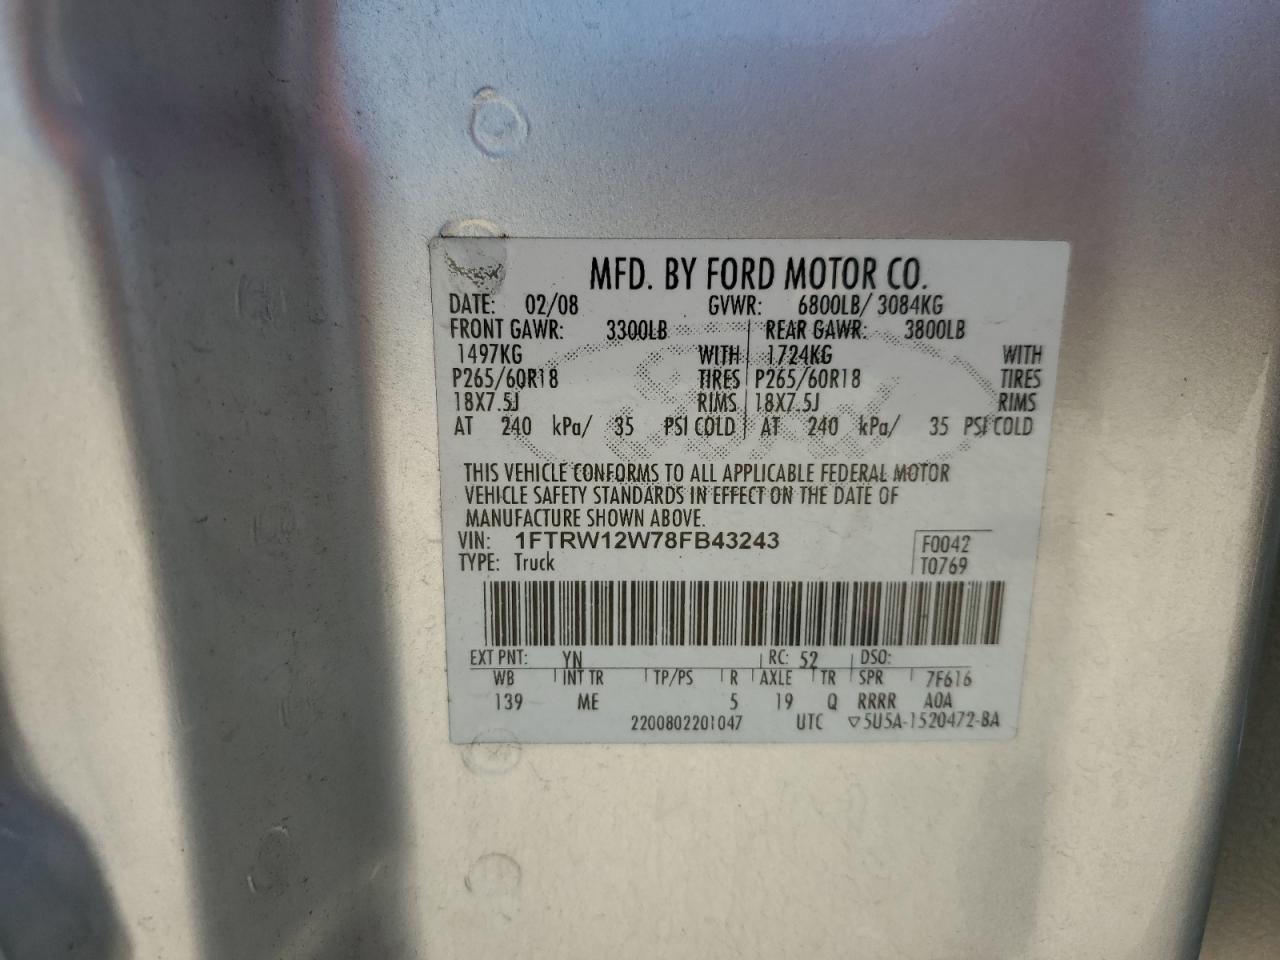 MFD. BY FORD MOTOR CO.
DATE: 02/08 GVWR: 6800LB/ 3084KG
FRONT GAWR: 3300LB REAR GAWR: 3800LB
1497KG WITH 1724KG WITH
P265/60R18 TIRES P265/60R18 TIRES
18X7.5J RIMS 18X7.5J RIMS
AT 240 kPa/ 35 PSI COLD AT 240 kPa/ 35 PSI COLD
THIS VEHICLE CONFORMS TO ALL APPLICABLE FEDERAL MOTOR
VEHICLE SAFETY STANDARDS IN EFFECT ON THE DATE OF
MANUFACTURE SHOWN ABOVE.
VIN: 1FTRW12W78FB43243 F0042
TYPE: Truck T0769
EXT PNT: YN RC: 52 DSO:
WB INT TR TP/PS R AXLE TR SPR 7F616
139 ME 5 19 Q RRRR A0A
2200802201047 UTC ▽5U5A-1520472-BA